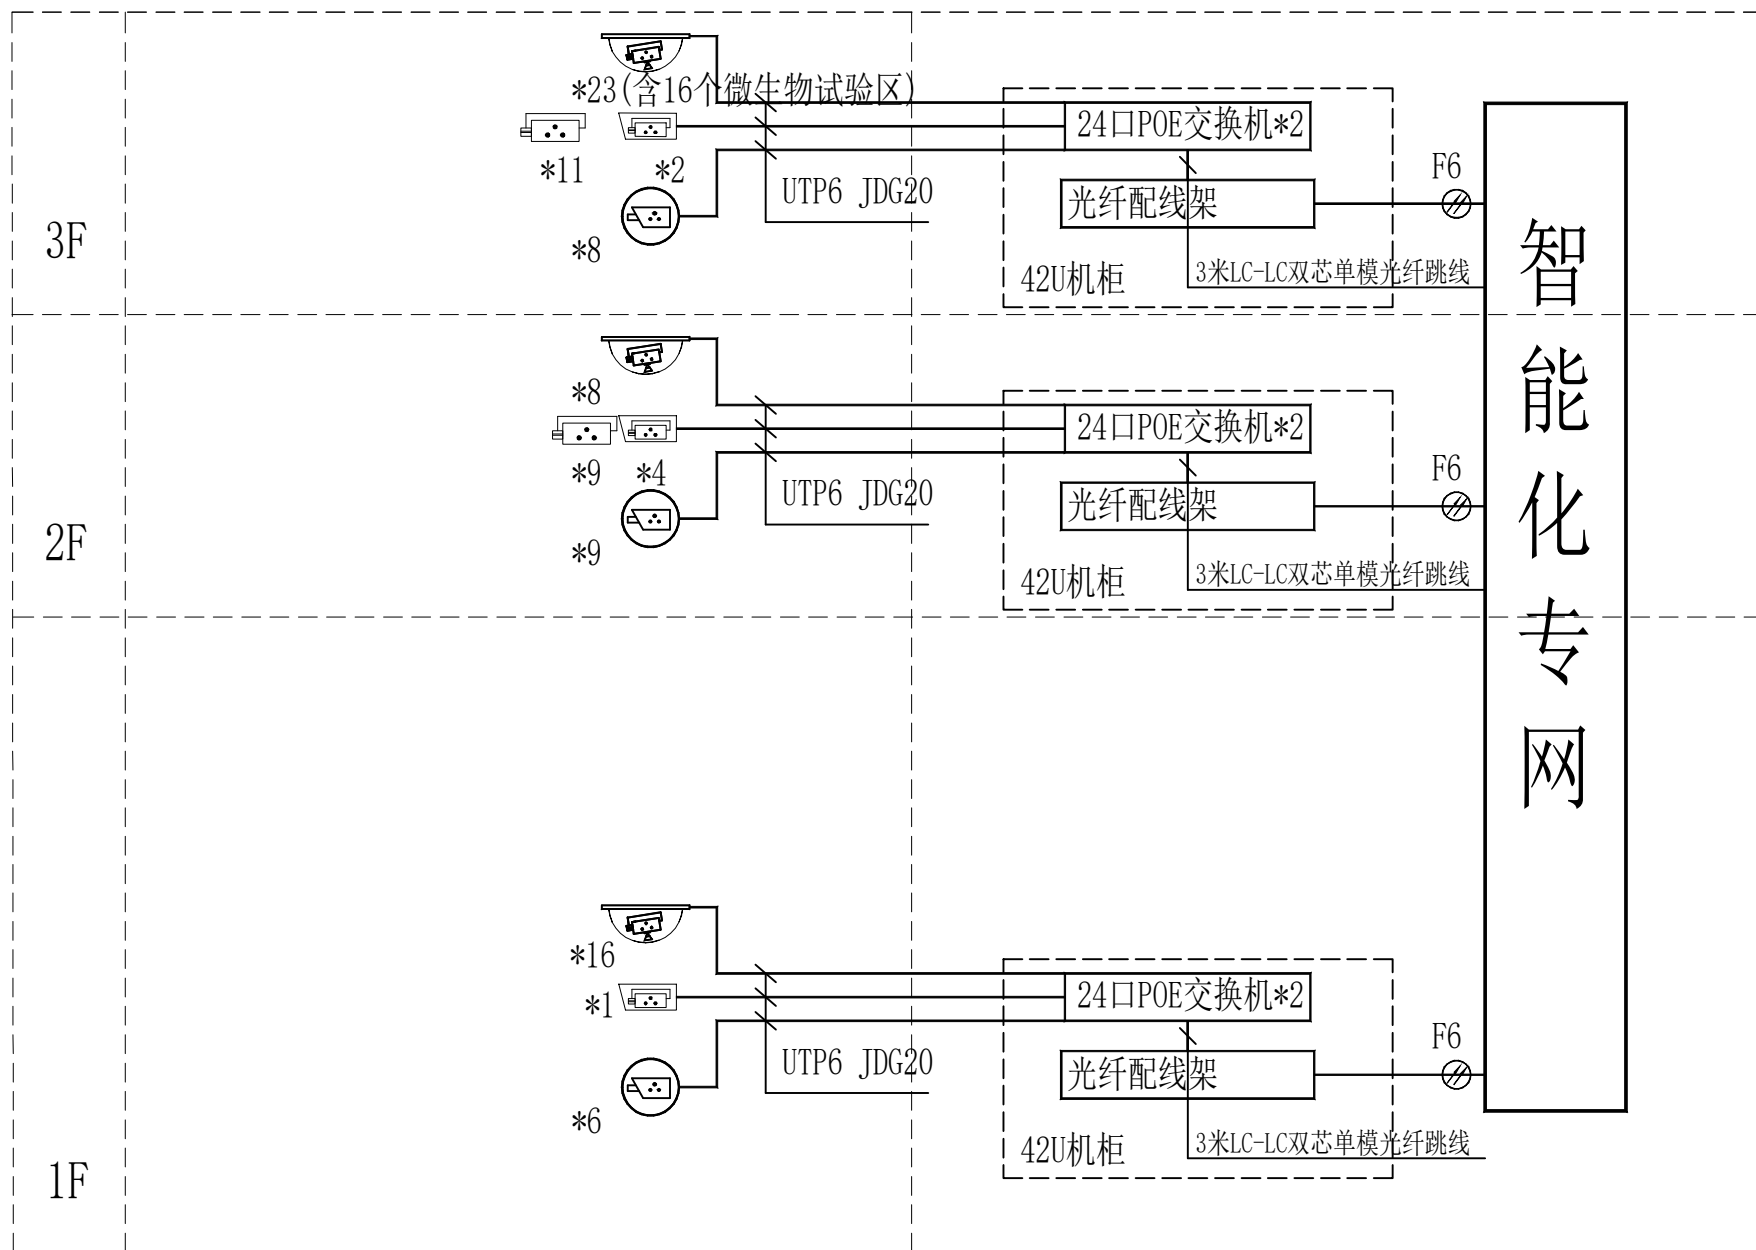 *23(含16个微生物试验区)
24口POE交换机*2
*11
*2
UTP6 JDG20
光纤配线架
F6
3F
*8
42U机柜
3米LC-LC双芯单模光纤跳线
*8
24口POE交换机*2
*9
*4
UTP6 JDG20
光纤配线架
F6
2F
*9
42U机柜
3米LC-LC双芯单模光纤跳线
*16
*1
24口POE交换机*2
UTP6 JDG20
光纤配线架
F6
*6
42U机柜
3米LC-LC双芯单模光纤跳线
1F
智能化专网